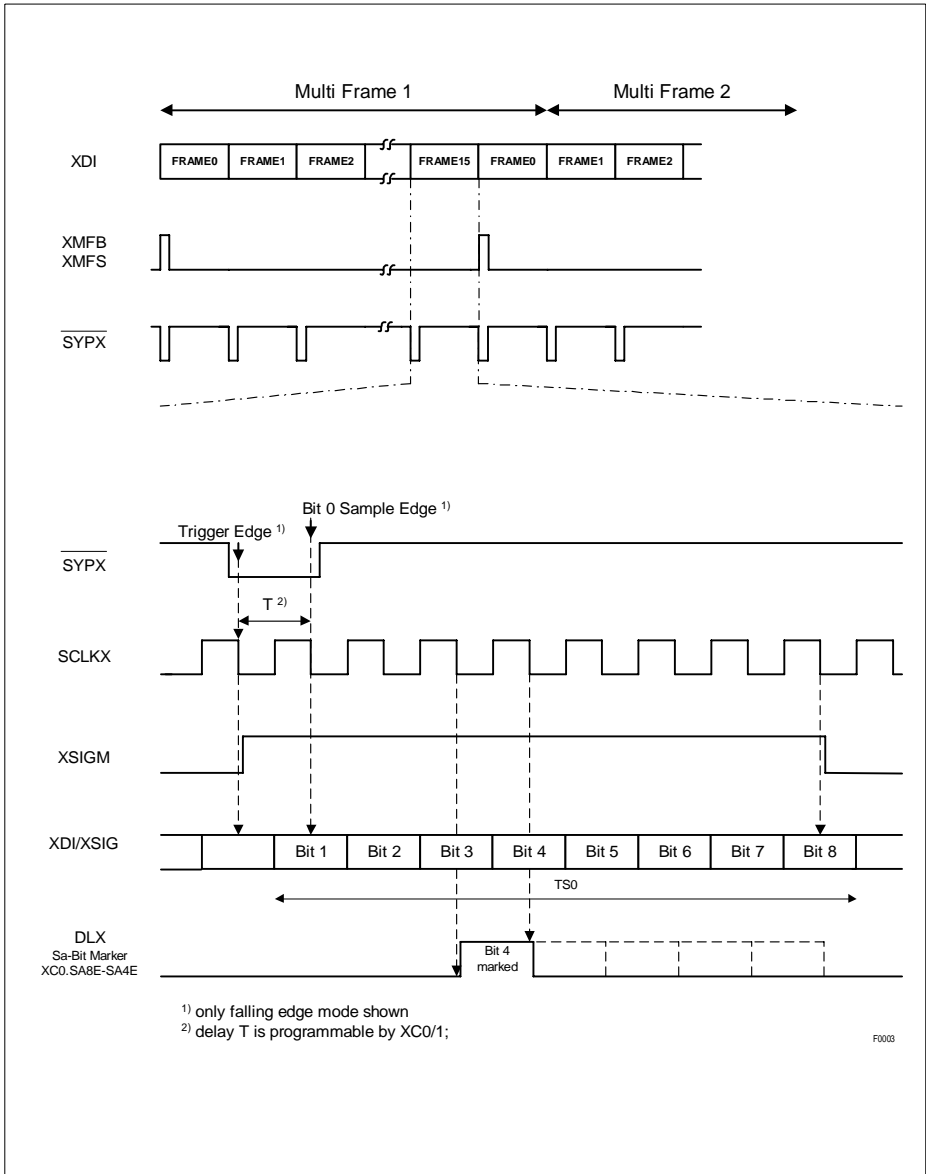 Multi Frame 1 Multi Frame 2
XDI FRAME0 FRAME1 FRAME2 FRAME15 FRAME0 FRAME1 FRAME2
XMFB
XMFS
SYPX
Bit 0 Sample Edge 1)
Trigger Edge 1)
SYPX
T 2)
SCLKX
XSIGM
XDI/XSIG Bit 1 Bit 2 Bit 3 Bit 4 Bit 5 Bit 6 Bit 7 Bit 8
TS0
DLX
Sa-Bit Marker
XC0.SA8E-SA4E
Bit 4
marked
1) only falling edge mode shown
2) delay T is programmable by XC0/1;
F0003